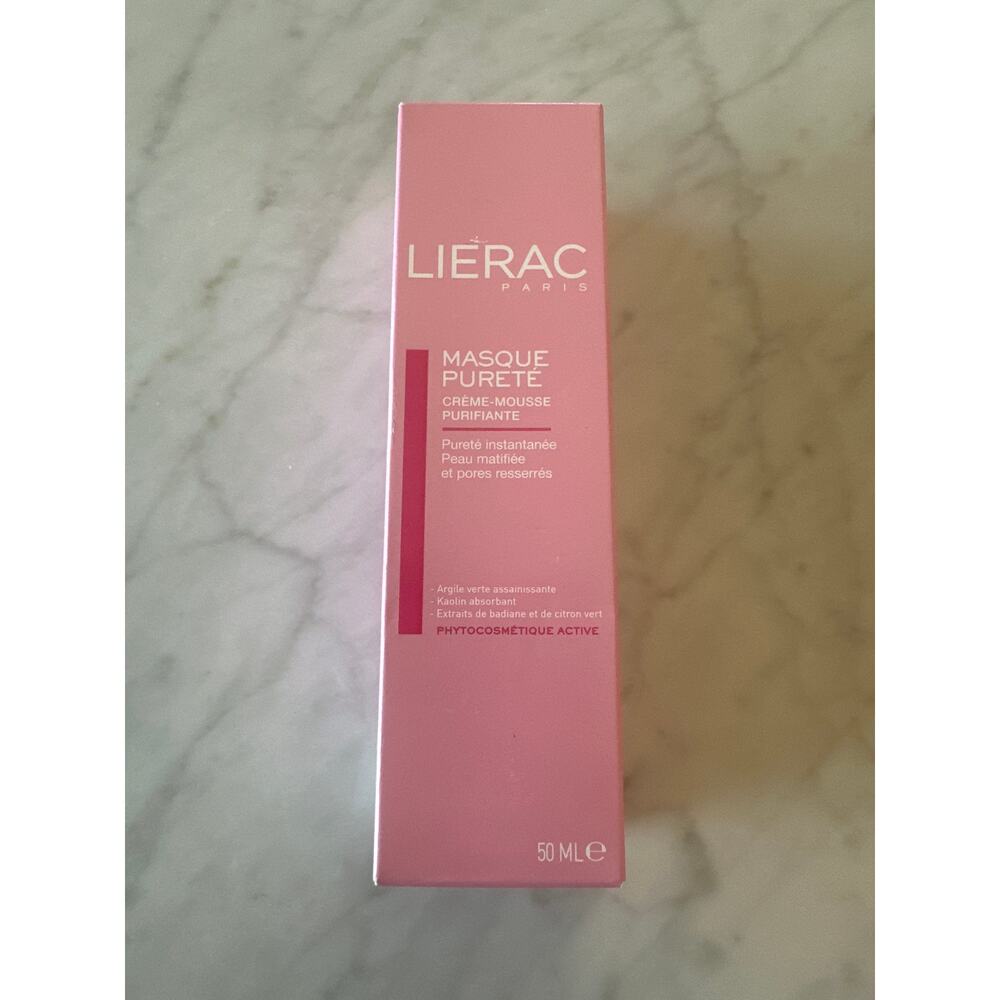 LIÉRAC
PARIS
MASQUE
PURETÉ
CRÈME-MOUSSE
PURIFIANTE
Pureté instantanée
Peau matifiée
et pores resserrés
- Argile verte assainissante
- Kaolin absorbant
- Extraits de badiane et de citron vert
PHYTOCOSMÉTIQUE ACTIVE
50 ML℮